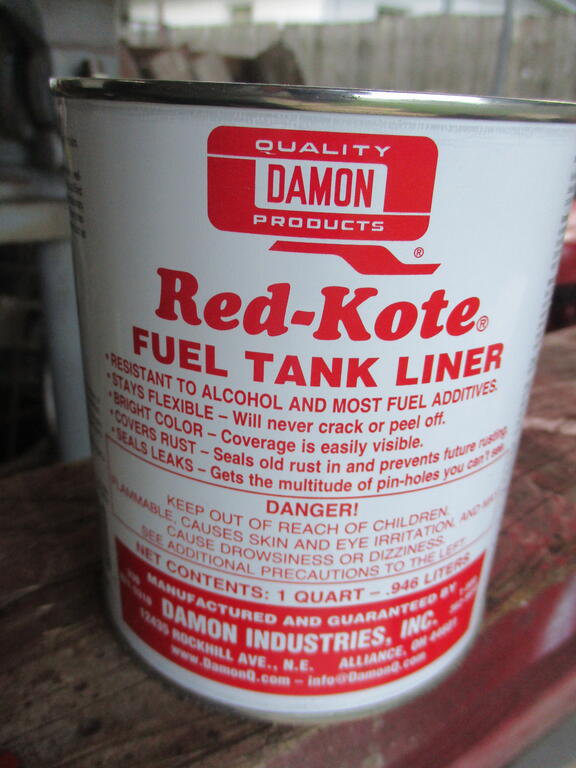 QUALITY
DAMON
PRODUCTS
®
Red-Kote®
FUEL TANK LINER
• RESISTANT TO ALCOHOL AND MOST FUEL ADDITIVES.
• STAYS FLEXIBLE – Will never crack or peel off.
• BRIGHT COLOR – Coverage is easily visible.
• COVERS RUST – Seals old rust in and prevents future rusting.
• SEALS LEAKS – Gets the multitude of pin-holes you can't see.
DANGER!
KEEP OUT OF REACH OF CHILDREN.
FLAMMABLE, CAUSES SKIN AND EYE IRRITATION, AND MAY
CAUSE DROWSINESS OR DIZZINESS.
SEE ADDITIONAL PRECAUTIONS TO THE LEFT.
NET CONTENTS: 1 QUART – .946 LITERS
MANUFACTURED AND GUARANTEED BY
DAMON INDUSTRIES, INC.
12435 ROCKHILL AVE., N.E. ALLIANCE, OH 44601
www.DamonQ.com – info@DamonQ.com